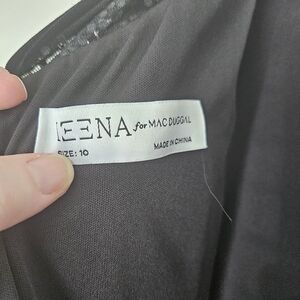 IEENA for MAC DUGGAL
SIZE: 10
MADE IN CHINA